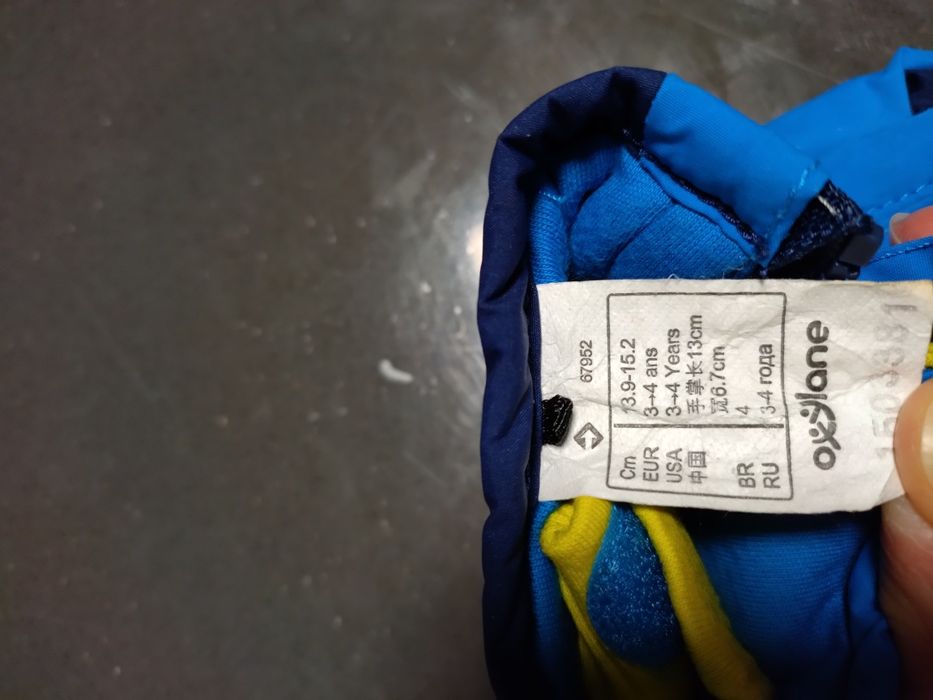 67952
Cm 13.9-15.2
EUR 3→4 ans
USA 3→4 Years
中国 手掌长13cm
宽6.7cm
BR 4
RU 3-4 года
oxylane